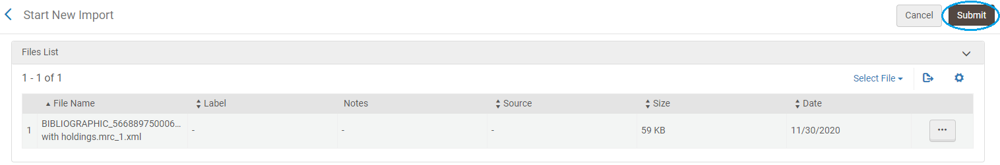 Start New Import
Cancel
Submit
Files List
1 - 1 of 1
Select File
File Name
Label
Notes
Source
Size
Date
1
BIBLIOGRAPHIC_566889750006...
with holdings.mrc_1.xml
-
-
-
59 KB
11/30/2020